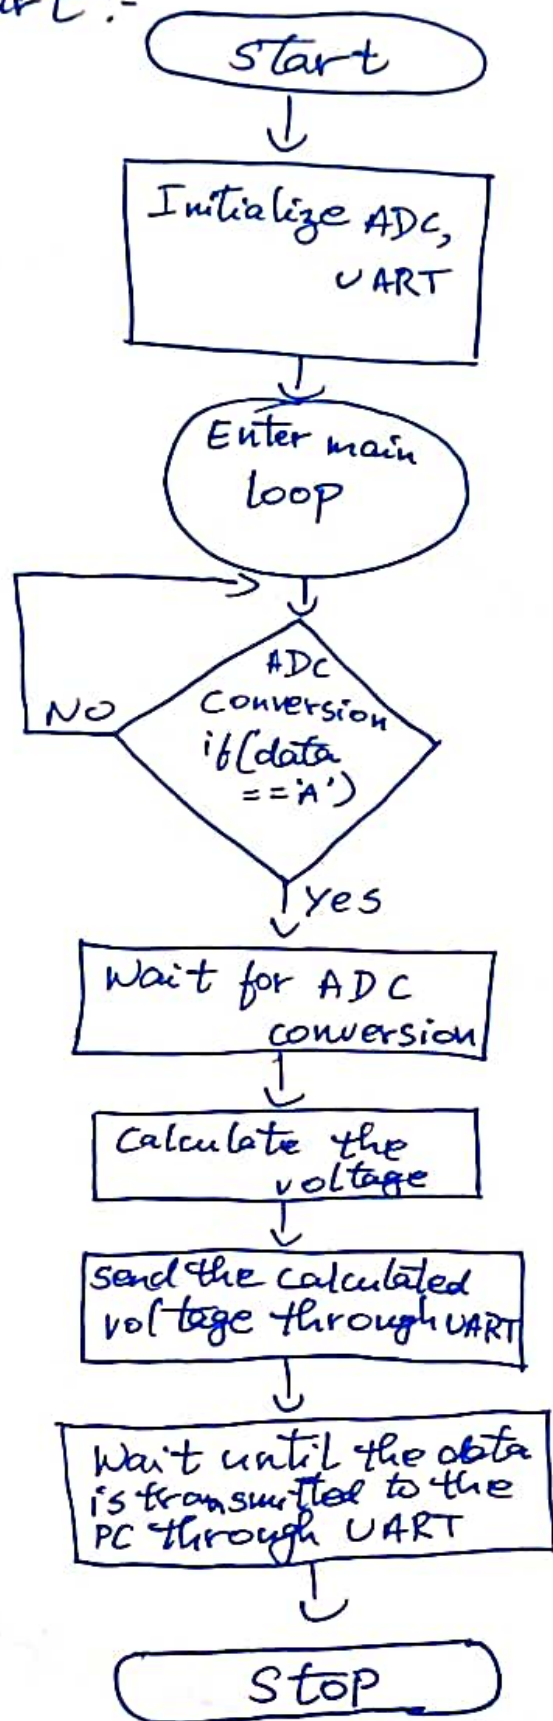 Start
Initialize ADC,
UART
Enter main
loop
ADC
Conversion
if(data
=='A')
NO
Yes
Wait for ADC
conversion
Calculate the
voltage
Send the calculated
voltage through UART
Wait until the data
is transmitted to the
PC through UART
Stop